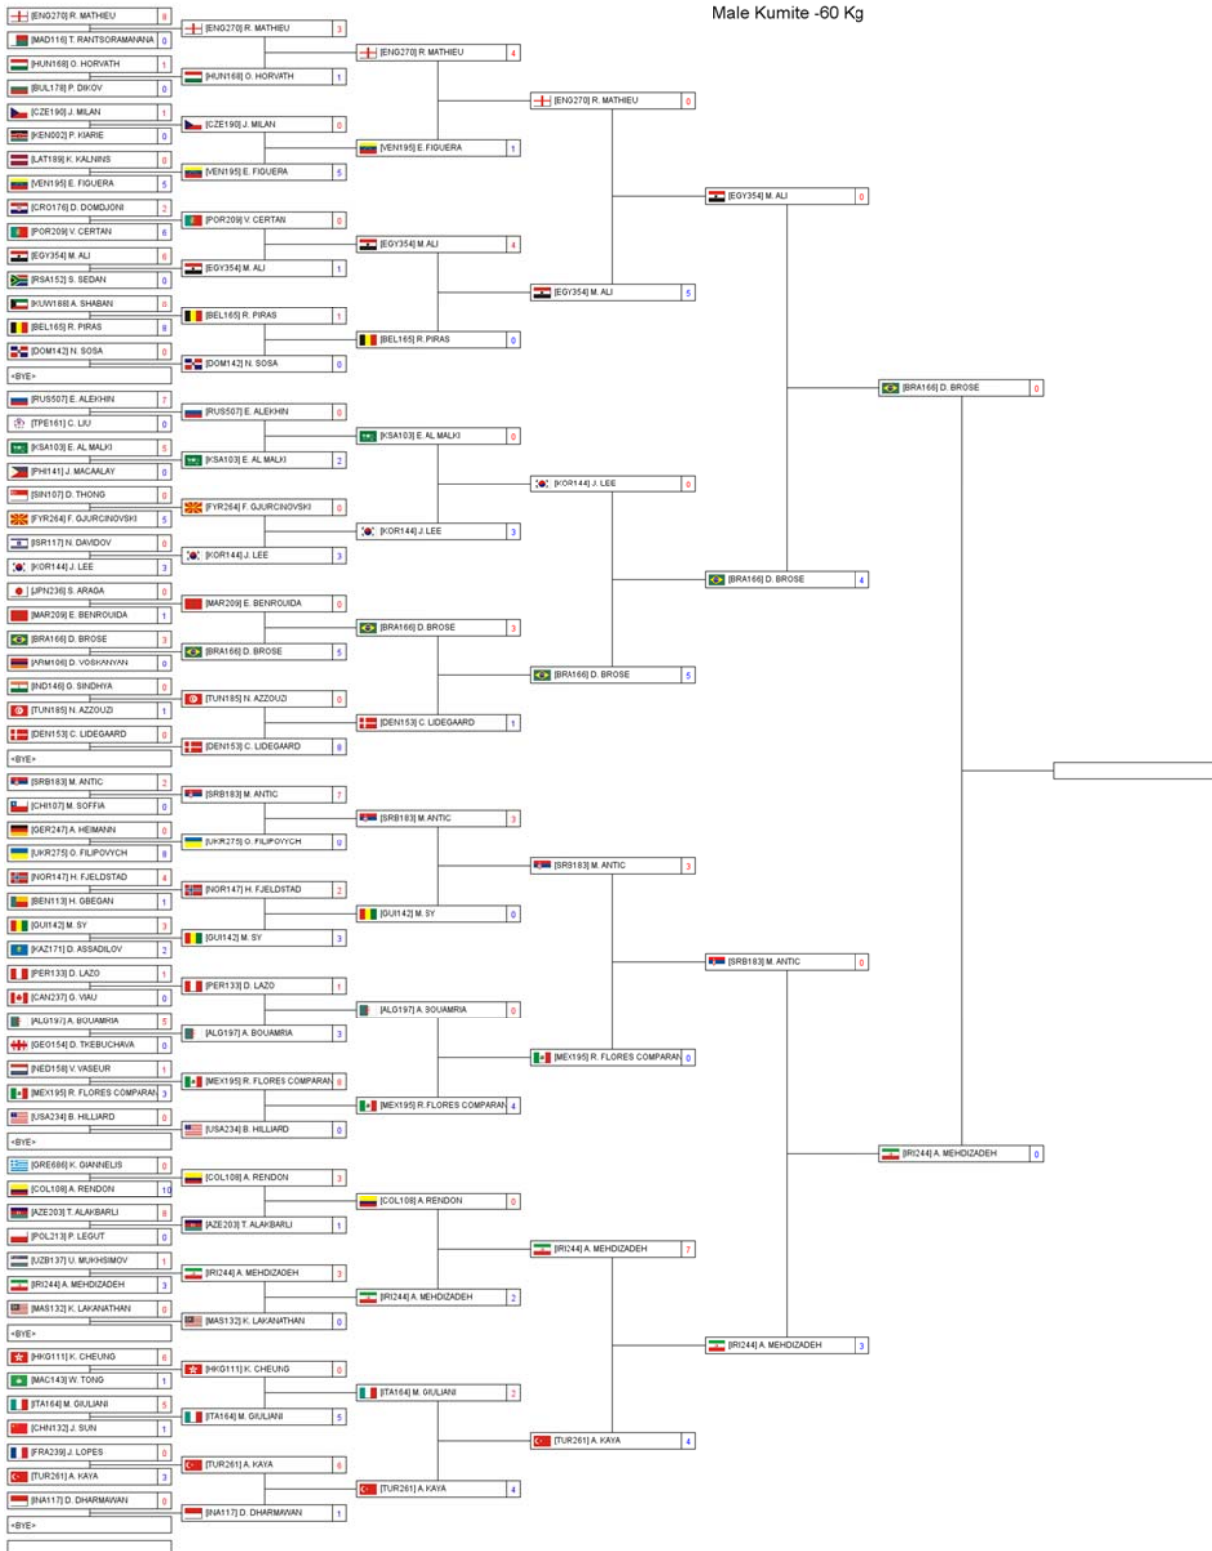 Male Kumite -60 Kg
[ENG270] R. MATHIEU 8
[MAD116] T. RANTSORAMANANA 0
[HUN168] O. HORVATH 1
[BUL178] P. DIKOV 0
[CZE190] J. MILAN 1
[KEN002] P. KIARIE 0
[LAT189] K. KALNINS 0
[VEN195] E. FIGUERA 5
[CRO176] D. DOMDJONI 2
[POR209] V. CERTAN 6
[EGY354] M. ALI 6
[RSA152] S. SEDAN 0
[KUW188] A. SHABAN
[BEL165] R. PIRAS 8
[DOM142] N. SOSA 0
<BYE>
[RUS507] E. ALEKHIN 7
[TPE161] C. LIU 0
[KSA103] E. AL MALKI 5
[PHI141] J. MACAALAY 0
[SIN107] D. THONG 0
[FYR264] F. GJURCINOVSKI 5
[ISR117] N. DAVIDOV 0
[KOR144] J. LEE 3
[JPN236] S. ARAGA 0
[MAR209] E. BENROUIDA 1
[BRA166] D. BROSE 3
[ARM106] D. VOSKANYAN 0
[IND146] G. SINDHYA 0
[TUN185] N. AZZOUZI 1
[DEN153] C. LIDEGAARD 0
<BYE>
[SRB183] M. ANTIC 2
[CHI107] M. SOFFIA 0
[GER247] A. HEIMANN 0
[UKR275] O. FILIPOVYCH 8
[NOR147] H. FJELDSTAD 4
[BEN113] H. GBEGAN 1
[GUI142] M. SY 3
[KAZ171] D. ASSADILOV 2
[PER133] D. LAZO 1
[CAN237] G. VIAU 0
[ALG197] A. BOUAMRIA 5
[GEO154] D. TKEBUCHAVA 0
[NED158] V. VASEUR 1
[MEX195] R. FLORES COMPARAN 3
[USA234] B. HILLIARD 0
<BYE>
[GRE686] K. GIANNELIS 0
[COL108] A. RENDON 10
[AZE203] T. ALAKBARLI 8
[POL213] P. LEGUT 0
[UZB137] U. MUKHSIMOV 1
[IRI244] A. MEHDIZADEH 3
[MAS132] K. LAKANATHAN 0
<BYE>
[HKG111] K. CHEUNG 6
[MAC143] W. TONG 1
[ITA164] M. GIULIANI 5
[CHN132] J. SUN 1
[FRA239] J. LOPES 0
[TUR261] A. KAYA 3
[INA117] D. DHARMAWAN 0
<BYE>
[ENG270] R. MATHIEU 3
[HUN168] O. HORVATH 1
[CZE190] J. MILAN 0
[VEN195] E. FIGUERA 5
[POR209] V. CERTAN 0
[EGY354] M. ALI 1
[BEL165] R. PIRAS 1
[DOM142] N. SOSA 0
[RUS507] E. ALEKHIN 0
[KSA103] E. AL MALKI 2
[FYR264] F. GJURCINOVSKI 0
[KOR144] J. LEE 3
[MAR209] E. BENROUIDA 0
[BRA166] D. BROSE 5
[TUN185] N. AZZOUZI 0
[DEN153] C. LIDEGAARD 8
[SRB183] M. ANTIC 7
[UKR275] O. FILIPOVYCH 0
[NOR147] H. FJELDSTAD 2
[GUI142] M. SY 3
[PER133] D. LAZO 1
[ALG197] A. BOUAMRIA 3
[MEX195] R. FLORES COMPARAN 8
[USA234] B. HILLIARD 0
[COL108] A. RENDON 3
[AZE203] T. ALAKBARLI 1
[IRI244] A. MEHDIZADEH 3
[MAS132] K. LAKANATHAN 0
[HKG111] K. CHEUNG 0
[ITA164] M. GIULIANI 5
[TUR261] A. KAYA 6
[INA117] D. DHARMAWAN 1
[ENG270] R. MATHIEU 4
[VEN195] E. FIGUERA 1
[EGY354] M. ALI 4
[BEL165] R. PIRAS 0
[KSA103] E. AL MALKI 0
[KOR144] J. LEE 3
[BRA166] D. BROSE 3
[DEN153] C. LIDEGAARD 1
[SRB183] M. ANTIC 3
[GUI142] M. SY 0
[ALG197] A. BOUAMRIA 0
[MEX195] R. FLORES COMPARAN 4
[COL108] A. RENDON 0
[IRI244] A. MEHDIZADEH 2
[ITA164] M. GIULIANI 2
[TUR261] A. KAYA 4
[ENG270] R. MATHIEU 0
[EGY354] M. ALI 5
[KOR144] J. LEE 0
[BRA166] D. BROSE 5
[SRB183] M. ANTIC 3
[MEX195] R. FLORES COMPARAN 0
[IRI244] A. MEHDIZADEH 7
[TUR261] A. KAYA 4
[EGY354] M. ALI 0
[BRA166] D. BROSE 4
[SRB183] M. ANTIC 0
[IRI244] A. MEHDIZADEH 3
[BRA166] D. BROSE 0
[IRI244] A. MEHDIZADEH 0